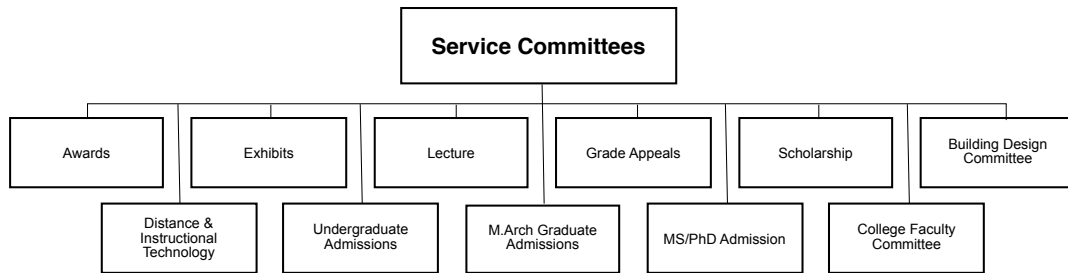 Service Committees
Awards
Exhibits
Lecture
Grade Appeals
Scholarship
Building Design
Committee
Distance &
Instructional
Technology
Undergraduate
Admissions
M.Arch Graduate
Admissions
MS/PhD Admission
College Faculty
Committee